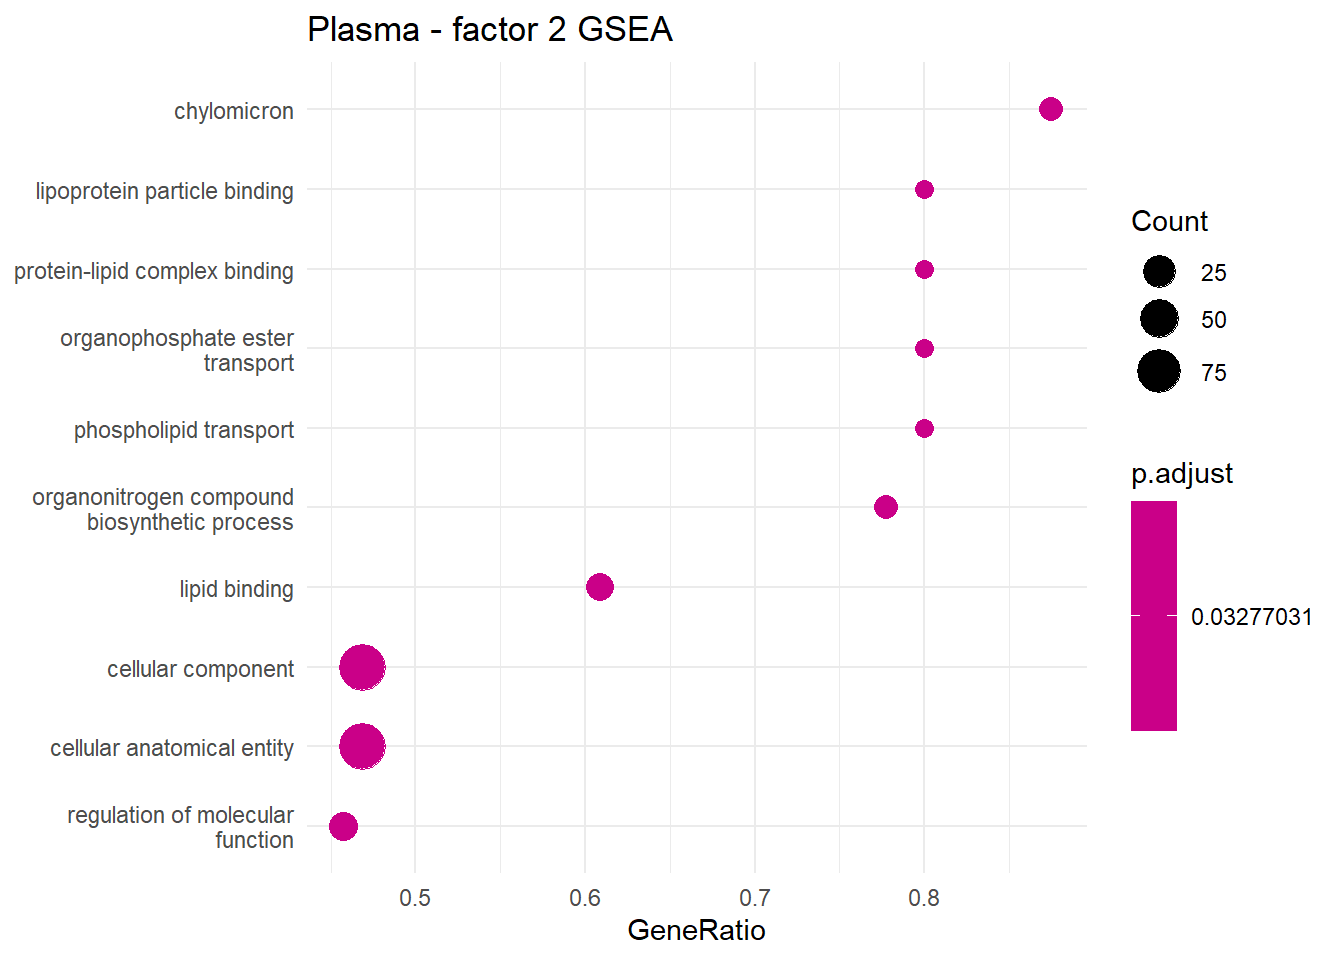 Plasma - factor 2 GSEA
chylomicron
lipoprotein particle binding
protein-lipid complex binding
organophosphate ester
transport
phospholipid transport
organonitrogen compound
biosynthetic process
lipid binding
cellular component
cellular anatomical entity
regulation of molecular
function
0.5 0.6 0.7 0.8
GeneRatio
Count
25
50
75
p.adjust
0.03277031